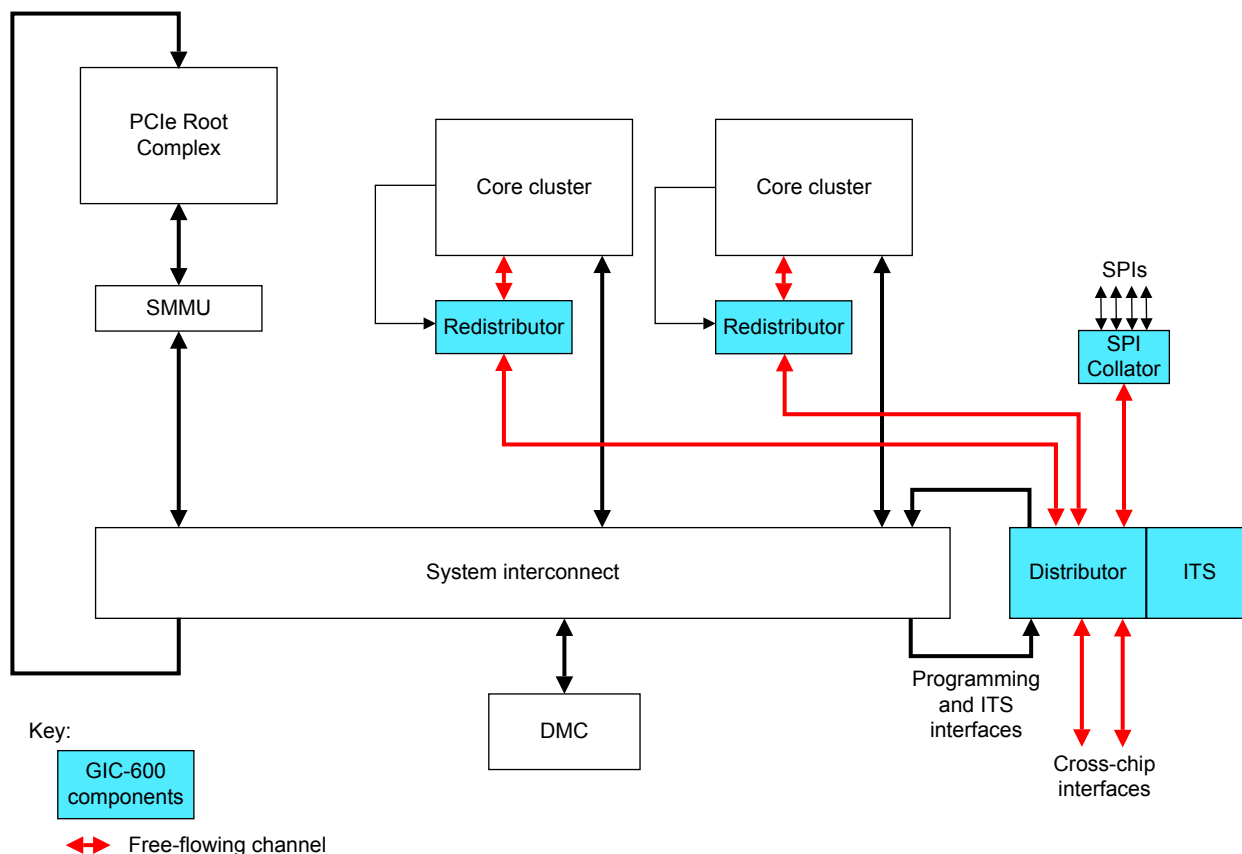 PCIe Root
Complex
Core cluster
Core cluster
SPIs
SMMU
Redistributor
Redistributor
SPI
Collator
System interconnect
Distributor
ITS
Programming
and ITS
interfaces
DMC
Cross-chip
interfaces
Key:
GIC-600
components
Free-flowing channel